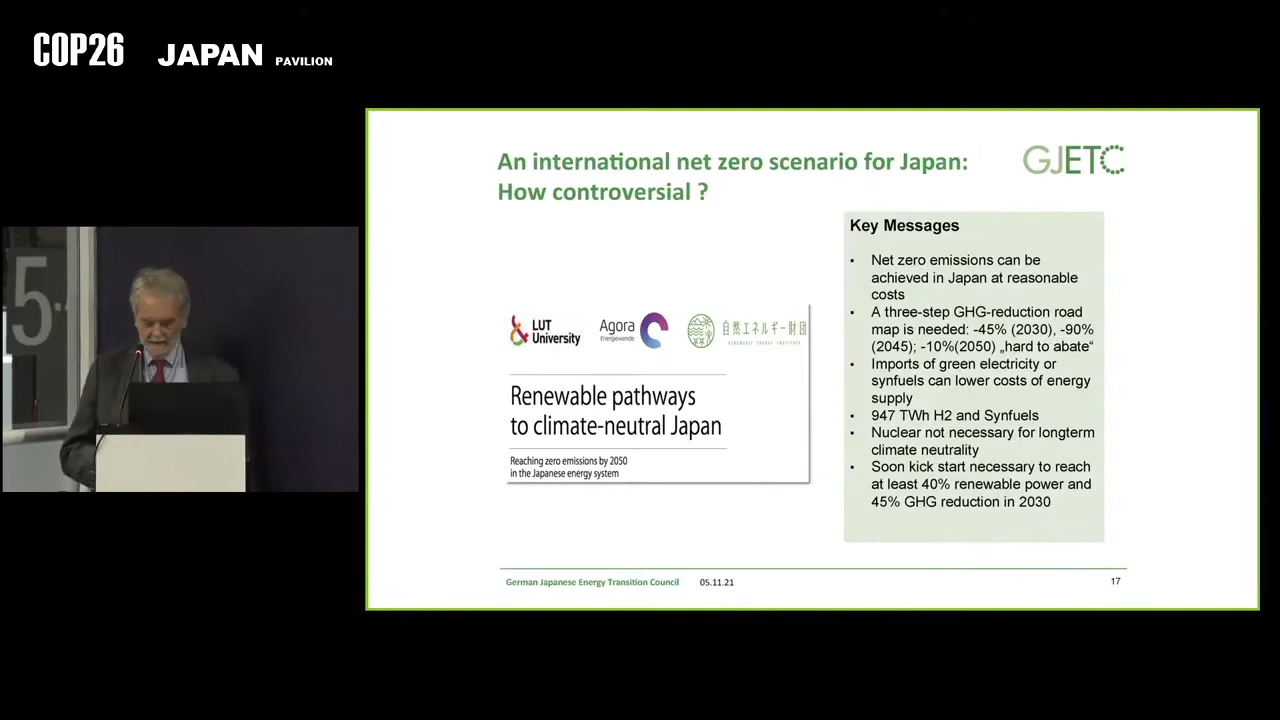 COP26 JAPAN PAVILION
5
An international net zero scenario for Japan:
How controversial ?
GJETC
LUT
University
Agora
Energiewende
自然エネルギー財団
RENEWABLE ENERGY INSTITUTE
Renewable pathways
to climate-neutral Japan
Reaching zero emissions by 2050
in the Japanese energy system
Key Messages
▪ Net zero emissions can be
achieved in Japan at reasonable
costs
▪ A three-step GHG-reduction road
map is needed: -45% (2030), -90%
(2045); -10%(2050) „hard to abate“
▪ Imports of green electricity or
synfuels can lower costs of energy
supply
▪ 947 TWh H2 and Synfuels
▪ Nuclear not necessary for longterm
climate neutrality
▪ Soon kick start necessary to reach
at least 40% renewable power and
45% GHG reduction in 2030
German Japanese Energy Transition Council 05.11.21 17